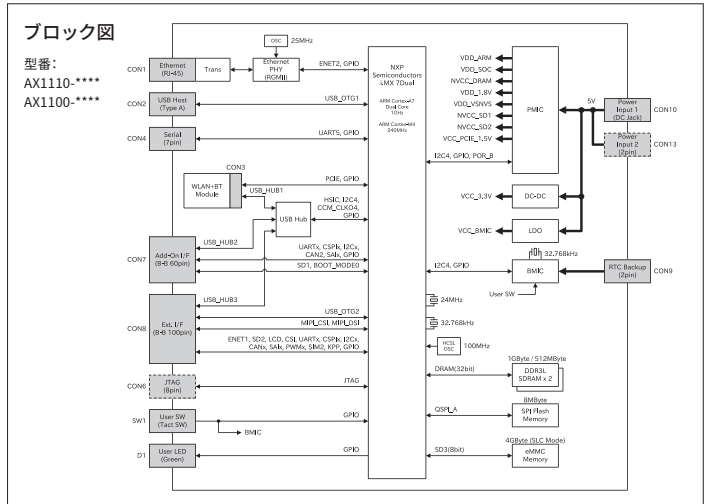 ブロック図
型番:
AX1110-****
AX1100-****
OSC
25MHz
CON1
Ethernet
(RJ-45)
Trans
Ethernet
PHY
(RGMII)
ENET2, GPIO
CON2
USB Host
(Type A)
USB_OTG1
CON4
Serial
(7pin)
UART5, GPIO
CON3
WLAN+BT
Module
PCIE, GPIO
USB_HUB1
USB Hub
HSIC, I2C4,
CCM_CLKO4,
GPIO
USB_HUB2
CON7
Add-On I/F
(B-B 60pin)
UARTx, CSPIx, I2Cx,
CAN2, SAIx, GPIO
SD1, BOOT_MODE0
USB_HUB3
CON8
Ext. I/F
(B-B 100pin)
USB_OTG2
MIPI_CSI, MIPI_DSI
ENET1, SD2, LCD, CSI, UARTx, CSPIx, I2Cx,
CANx, SAIx, PWMx, SIM2, KPP, GPIO
CON6
JTAG
(8pin)
JTAG
SW1
User SW
(Tact SW)
GPIO
BMIC
D1
User LED
(Green)
GPIO
NXP
Semiconductors
i.MX 7Dual
ARM Cortex-A7
Dual Core
1GHz
ARM Cortex-M4
240MHz
VDD_ARM
VDD_SOC
NVCC_DRAM
VDD_1.8V
VDD_VSNVS
NVCC_SD1
NVCC_SD2
VCC_PCIE_1.5V
PMIC
I2C4, GPIO, POR_B
5V
Power
Input 1
(DC Jack)
CON10
Power
Input 2
(2pin)
CON13
VCC_3.3V
DC-DC
VCC_BMIC
LDO
32.768kHz
I2C4, GPIO
BMIC
User SW
RTC Backup
(2pin)
CON9
24MHz
32.768kHz
HCSL
OSC
100MHz
1GByte / 512MByte
DRAM(32bit)
DDR3L
SDRAM x 2
8MByte
QSPI_A
SPI Flash
Memory
4GByte (SLC Mode)
SD3(8bit)
eMMC
Memory